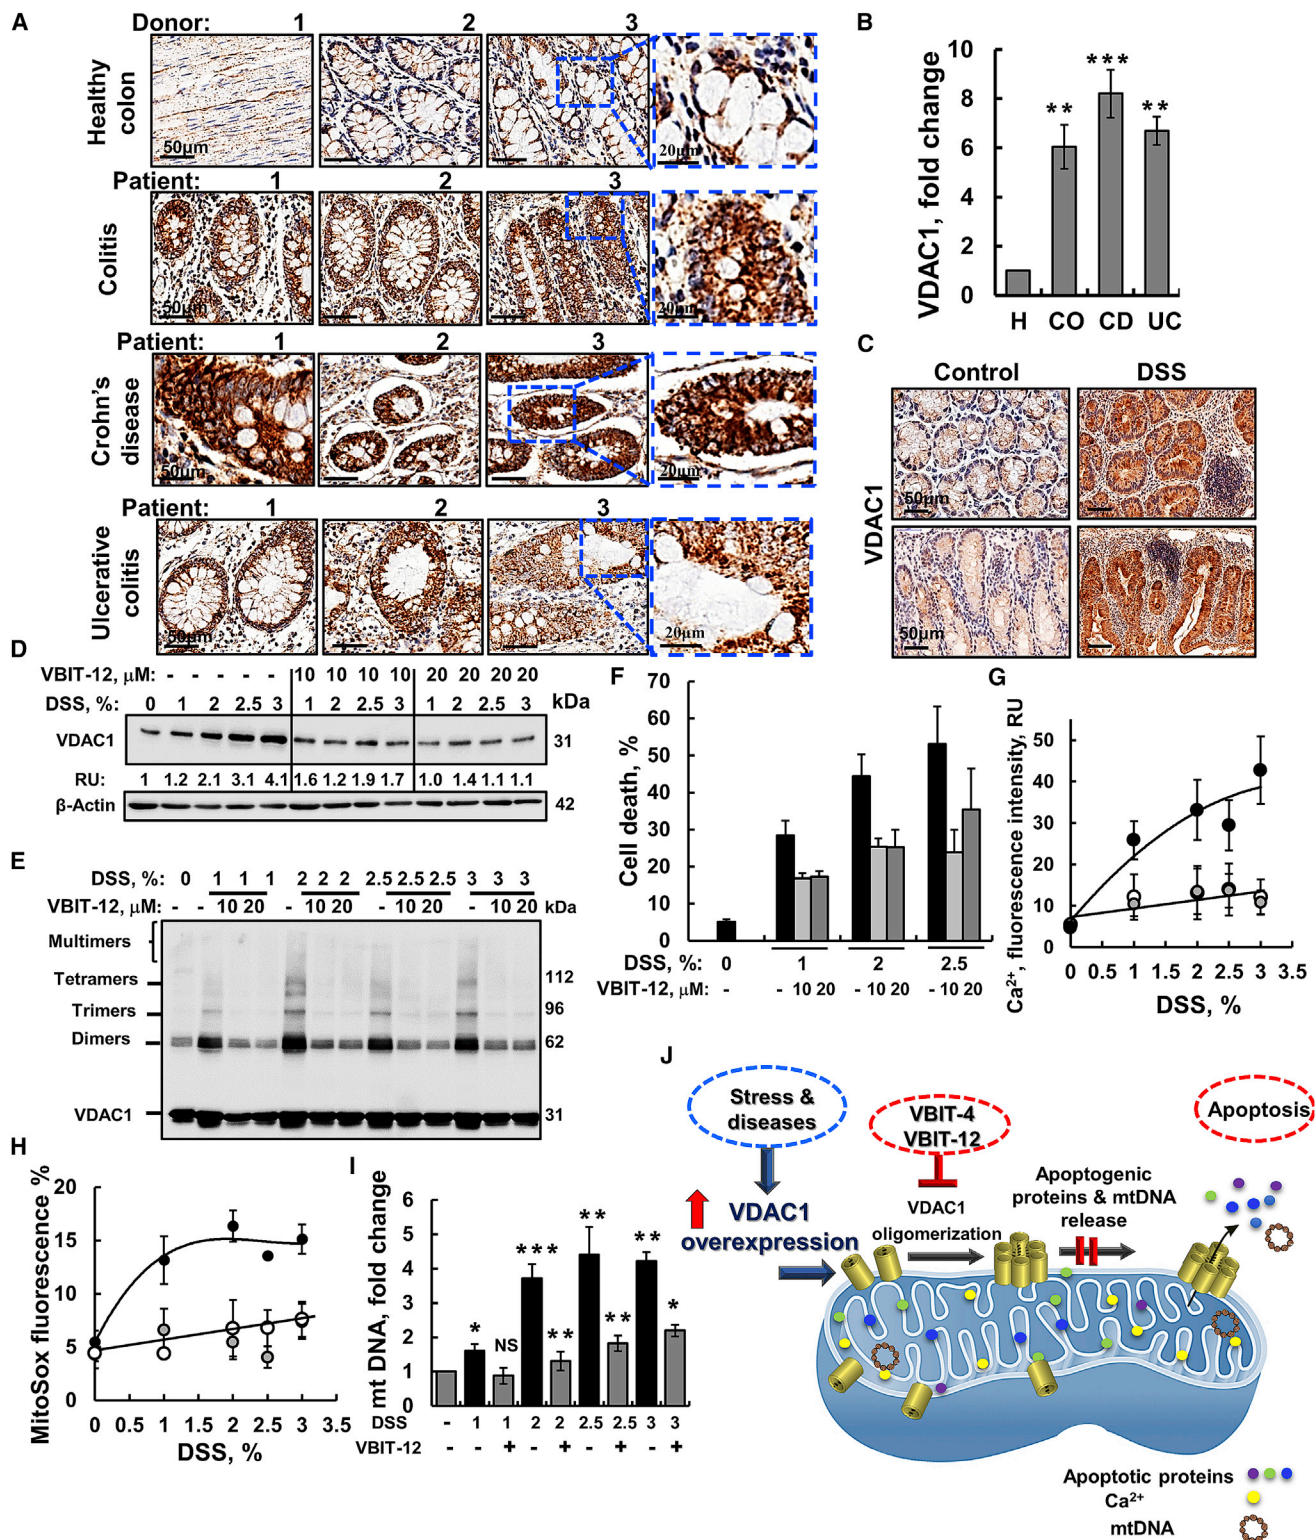 A
Donor: 1 2 3
Healthy colon
50μm
20μm
Patient: 1 2 3
Colitis
50μm
20μm
Patient: 1 2 3
Crohn's disease
50μm
20μm
Patient: 1 2 3
Ulcerative colitis
50μm
20μm
B
VDAC1, fold change
10
8
6
4
2
0
** *** **
H CO CD UC
C
Control DSS
VDAC1
50μm
50μm
D
VBIT-12, μM: - - - - 10 10 10 10 20 20 20 20
DSS, %: 0 1 2 2.5 3 1 2 2.5 3 1 2 2.5 3 kDa
VDAC1 31
RU: 1 1.2 2.1 3.1 4.1 1.6 1.2 1.9 1.7 1.0 1.4 1.1 1.1
β-Actin 42
E
DSS, %: 0 1 1 1 2 2 2 2.5 2.5 2.5 3 3 3
VBIT-12, μM: - - 10 20 - 10 20 - 10 20 - 10 20 kDa
Multimers
Tetramers 112
Trimers 96
Dimers 62
VDAC1 31
F
Cell death, %
70
60
50
40
30
20
10
0
DSS, %: 0 1 2 2.5
VBIT-12, μM: - - 10 20 - 10 20 - 10 20
G
Ca²⁺, fluorescence intensity, RU
50
40
30
20
10
0
0 0.5 1 1.5 2 2.5 3 3.5
DSS, %
H
MitoSox fluorescence %
20
15
10
5
0
0 0.5 1 1.5 2 2.5 3 3.5
DSS, %
I
mt DNA, fold change
6
5
4
3
2
1
0
* NS *** ** ** ** ** *
DSS - 1 1 2 2 2.5 2.5 3 3
VBIT-12 - - + - + - + - +
J
Stress & diseases
VBIT-4
VBIT-12
Apoptosis
VDAC1
overexpression
VDAC1
oligomerization
Apoptogenic
proteins & mtDNA
release
Apoptotic proteins
Ca²⁺
mtDNA